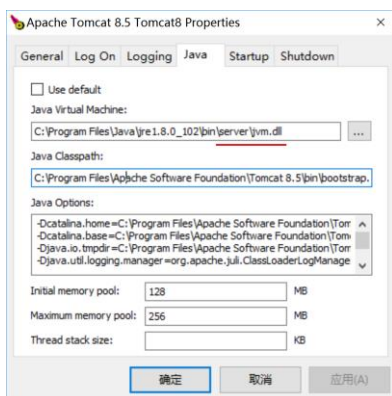 Apache Tomcat 8.5 Tomcat8 Properties
General Log On Logging Java Startup Shutdown
Use default
Java Virtual Machine:
C:\Program Files\Java\jre1.8.0_102\bin\server\jvm.dll
...
Java Classpath:
C:\Program Files\Apache Software Foundation\Tomcat 8.5\bin\bootstrap.
Java Options:
-Dcatalina.home=C:\Program Files\Apache Software Foundation\Tom
-Dcatalina.base=C:\Program Files\Apache Software Foundation\Tom
-Djava.io.tmpdir=C:\Program Files\Apache Software Foundation\Tom
-Djava.util.logging.manager=org.apache.juli.ClassLoaderLogManage
Initial memory pool: 128 MB
Maximum memory pool: 256 MB
Thread stack size: KB
确定 取消 应用(A)